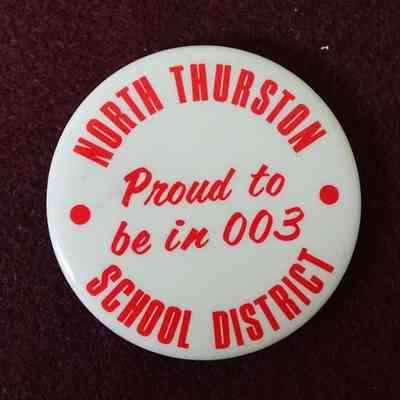 NORTH THURSTON
Proud to
be in 003
SCHOOL DISTRICT